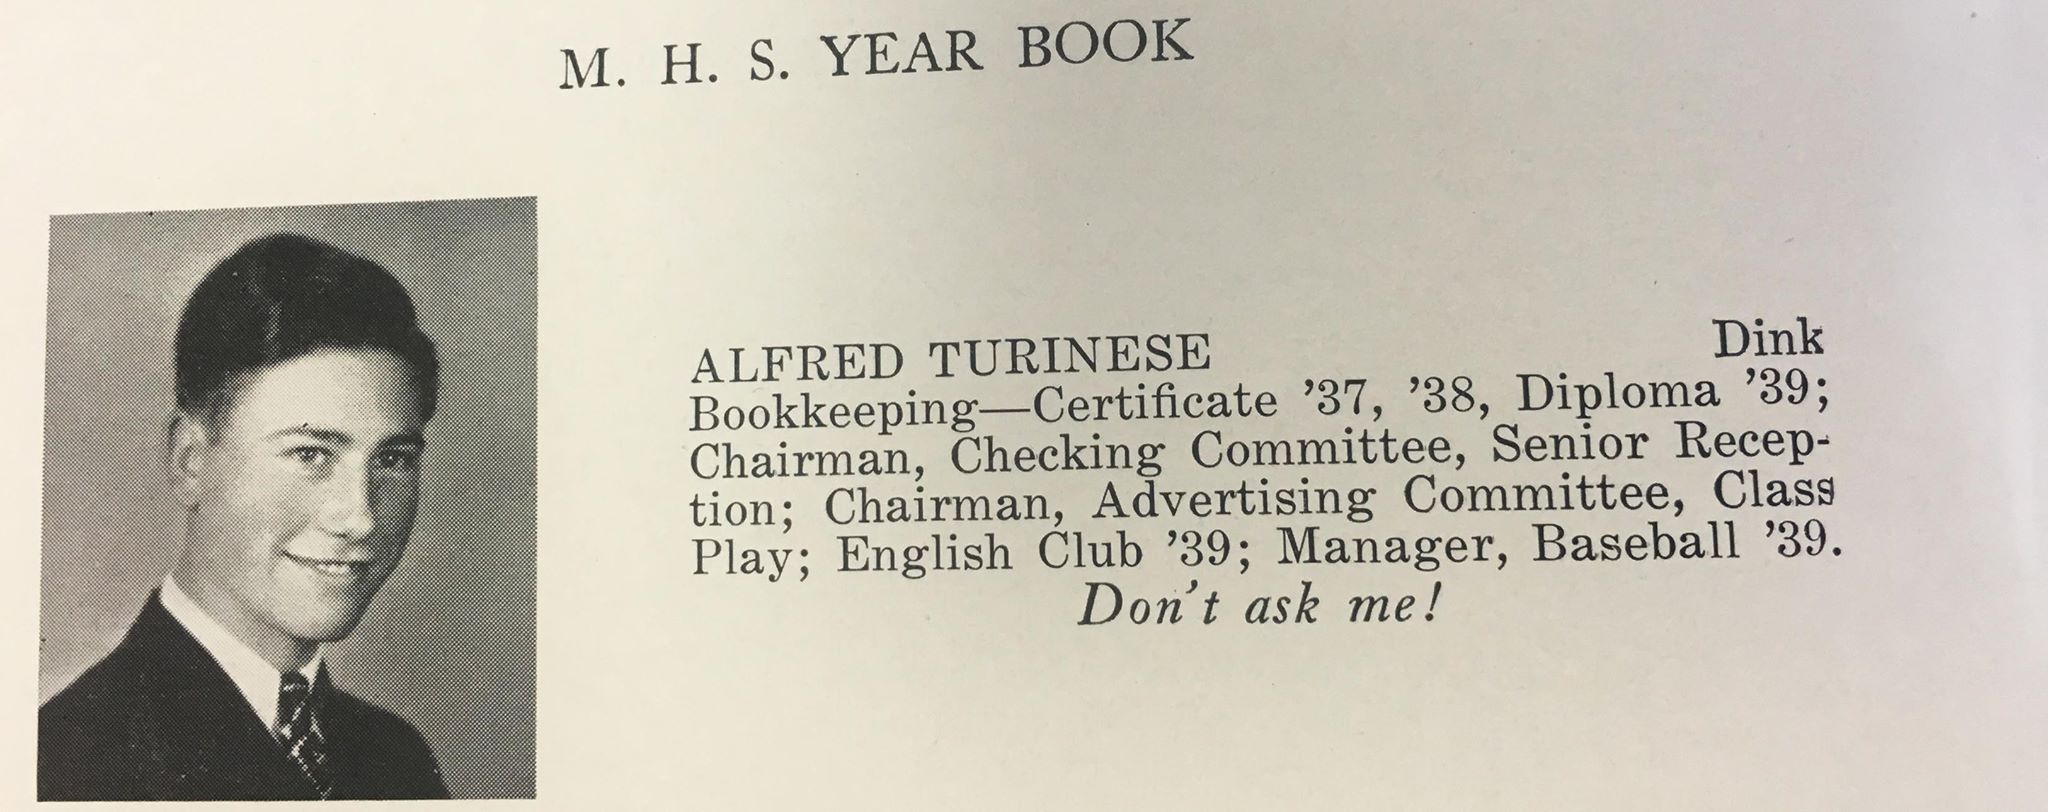 M. H. S. YEAR BOOK
ALFRED TURINESE Dink
Bookkeeping—Certificate ’37, ’38, Diploma ’39;
Chairman, Checking Committee, Senior Recep-
tion; Chairman, Advertising Committee, Class
Play; English Club ’39; Manager, Baseball ’39.
Don't ask me!